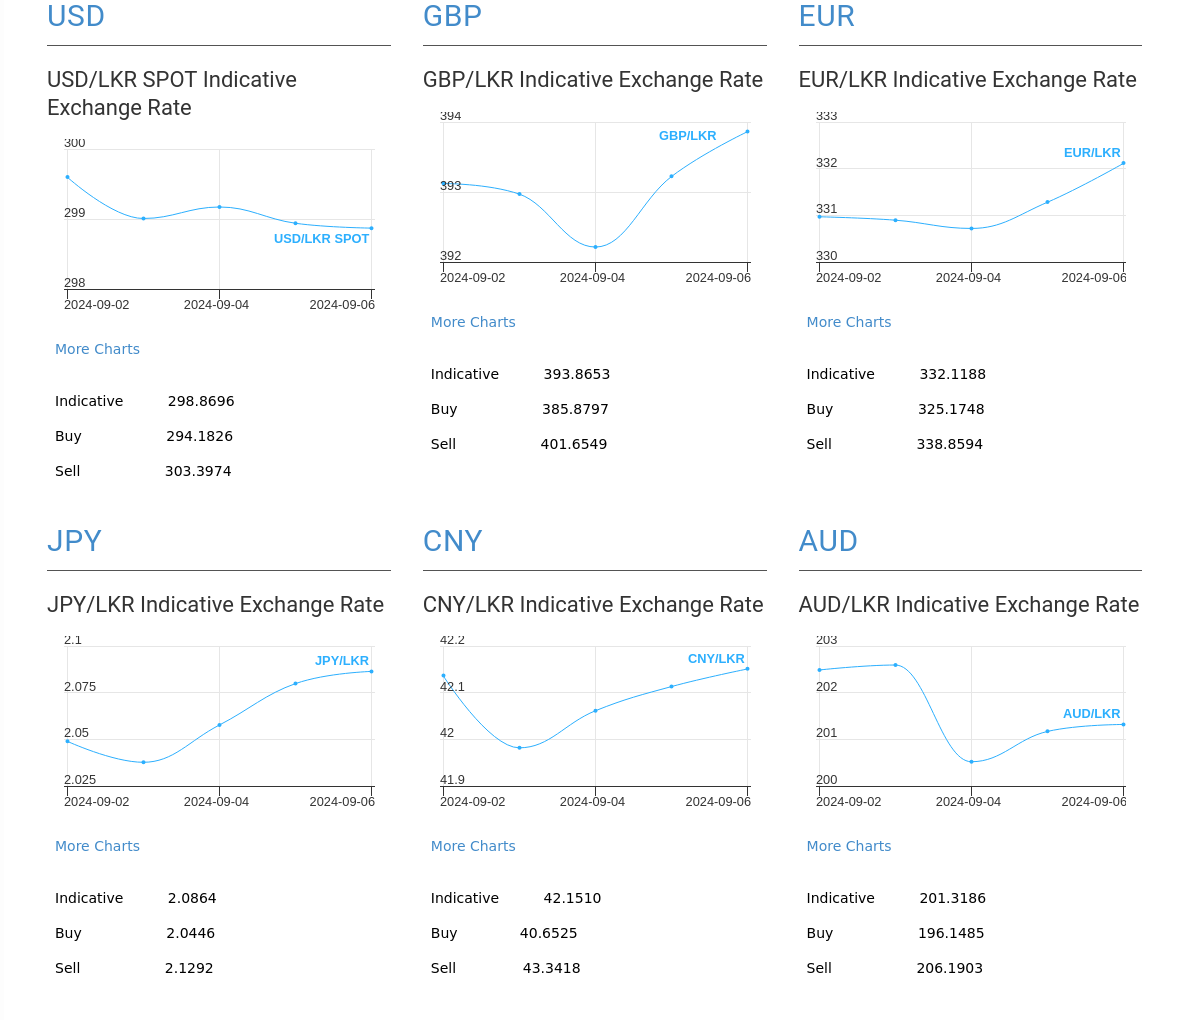 USD
USD/LKR SPOT Indicative
Exchange Rate
300
299
298
USD/LKR SPOT
2024-09-02 2024-09-04 2024-09-06
More Charts
Indicative 298.8696
Buy 294.1826
Sell 303.3974
GBP
GBP/LKR Indicative Exchange Rate
394
GBP/LKR
393
392
2024-09-02 2024-09-04 2024-09-06
More Charts
Indicative 393.8653
Buy 385.8797
Sell 401.6549
EUR
EUR/LKR Indicative Exchange Rate
333
EUR/LKR
332
331
330
2024-09-02 2024-09-04 2024-09-06
More Charts
Indicative 332.1188
Buy 325.1748
Sell 338.8594
JPY
JPY/LKR Indicative Exchange Rate
2.1
JPY/LKR
2.075
2.05
2.025
2024-09-02 2024-09-04 2024-09-06
More Charts
Indicative 2.0864
Buy 2.0446
Sell 2.1292
CNY
CNY/LKR Indicative Exchange Rate
42.2
CNY/LKR
42.1
42
41.9
2024-09-02 2024-09-04 2024-09-06
More Charts
Indicative 42.1510
Buy 40.6525
Sell 43.3418
AUD
AUD/LKR Indicative Exchange Rate
203
202
AUD/LKR
201
200
2024-09-02 2024-09-04 2024-09-06
More Charts
Indicative 201.3186
Buy 196.1485
Sell 206.1903